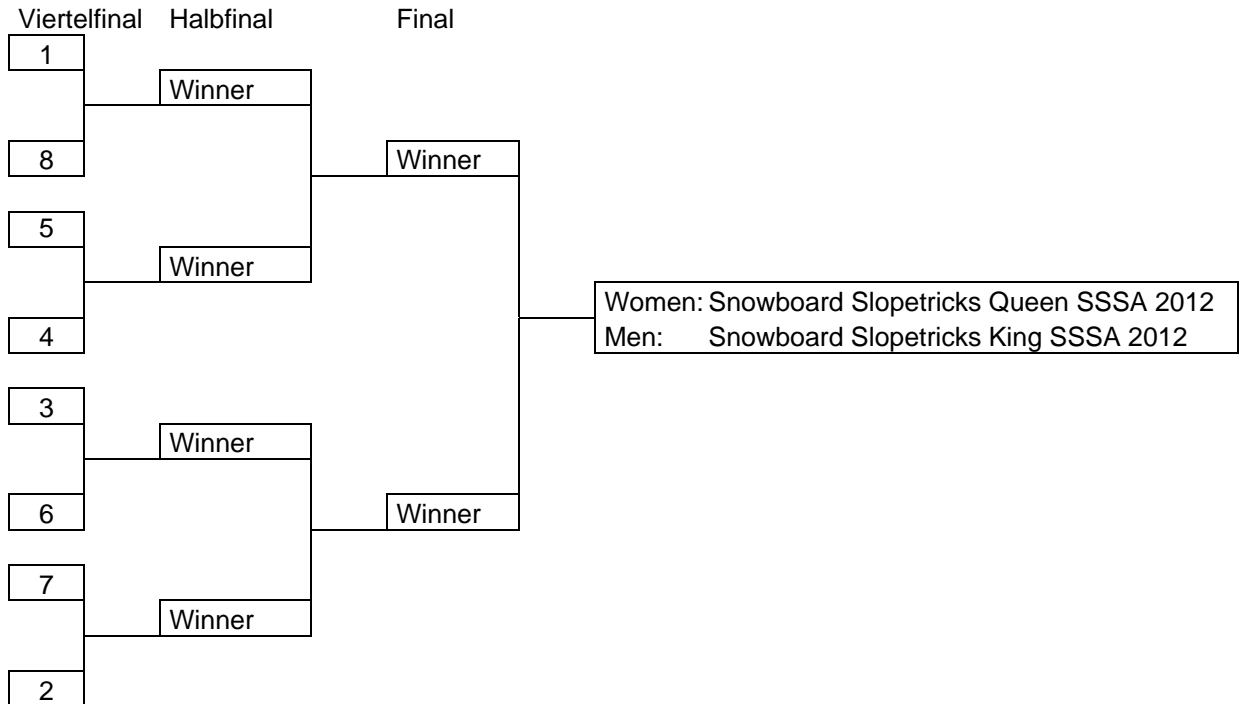 Viertelfinal Halbfinal Final
1
Winner
8
Winner
5
Winner
4
Women: Snowboard Slopetricks Queen SSSA 2012
Men: Snowboard Slopetricks King SSSA 2012
3
Winner
6
Winner
7
Winner
2